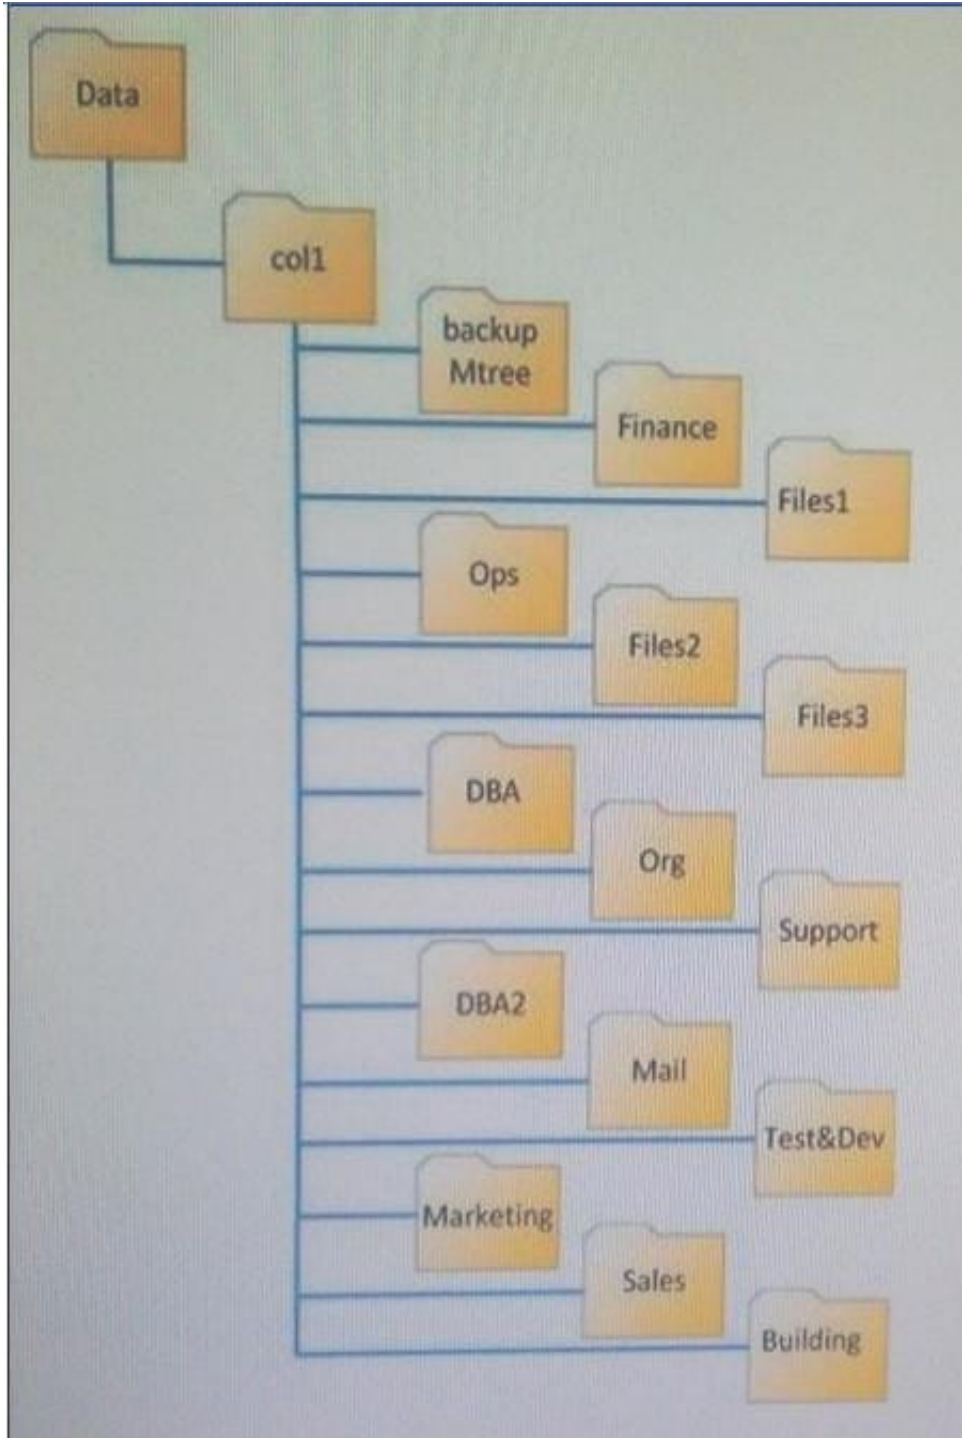 Data
col1
backup
Mtree
Finance
Files1
Ops
Files2
Files3
DBA
Org
Support
DBA2
Mail
Test&Dev
Marketing
Sales
Building